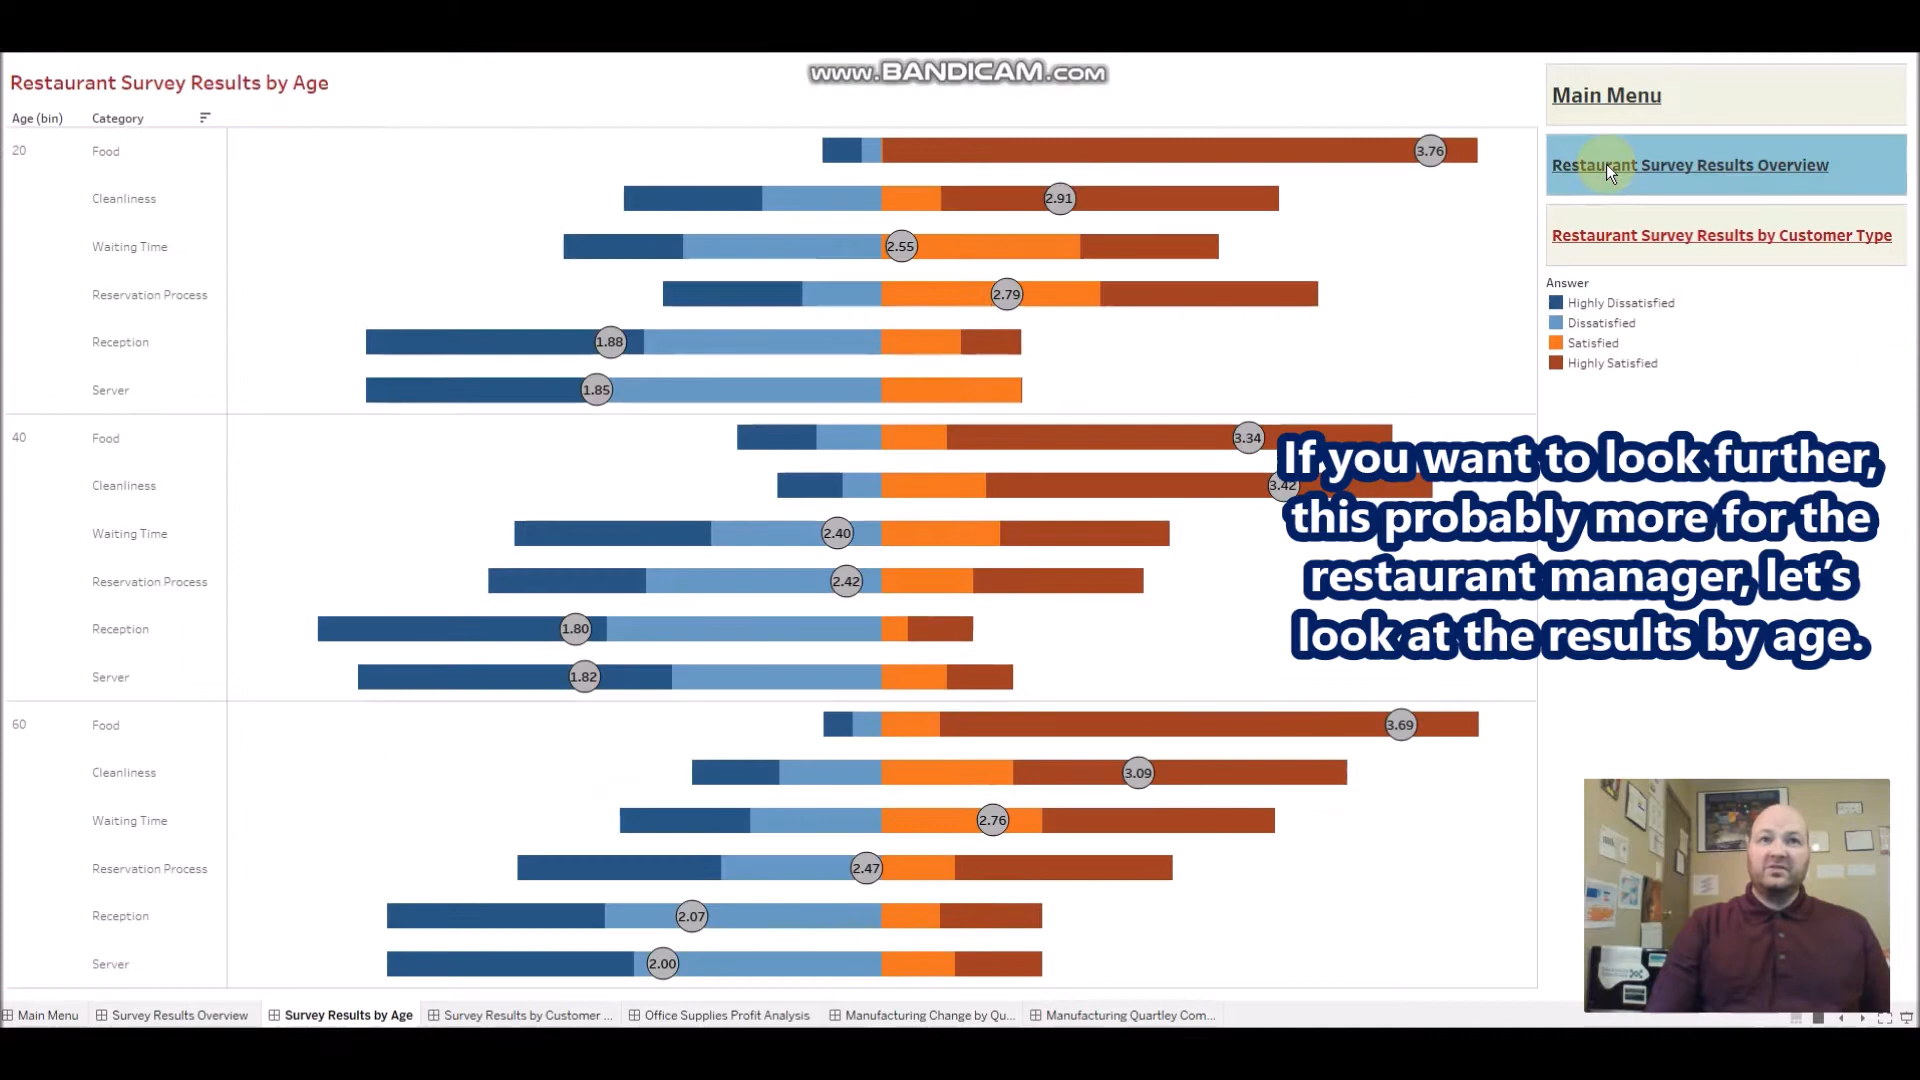 www.BANDICAM.com
Restaurant Survey Results by Age
Age (bin) Category
20 Food 3.76
Cleanliness 2.91
Waiting Time 2.55
Reservation Process 2.79
Reception 1.88
Server 1.85
40 Food 3.34
Cleanliness 3.42
Waiting Time 2.40
Reservation Process 2.42
Reception 1.80
Server 1.82
60 Food 3.69
Cleanliness 3.09
Waiting Time 2.76
Reservation Process 2.47
Reception 2.07
Server 2.00
Main Menu
Restaurant Survey Results Overview
Restaurant Survey Results by Customer Type
Answer
Highly Dissatisfied
Dissatisfied
Satisfied
Highly Satisfied
If you want to look further,
this probably more for the
restaurant manager, let's
look at the results by age.
Main Menu Survey Results Overview Survey Results by Age Survey Results by Customer ... Office Supplies Profit Analysis Manufacturing Change by Qu... Manufacturing Quartley Com...